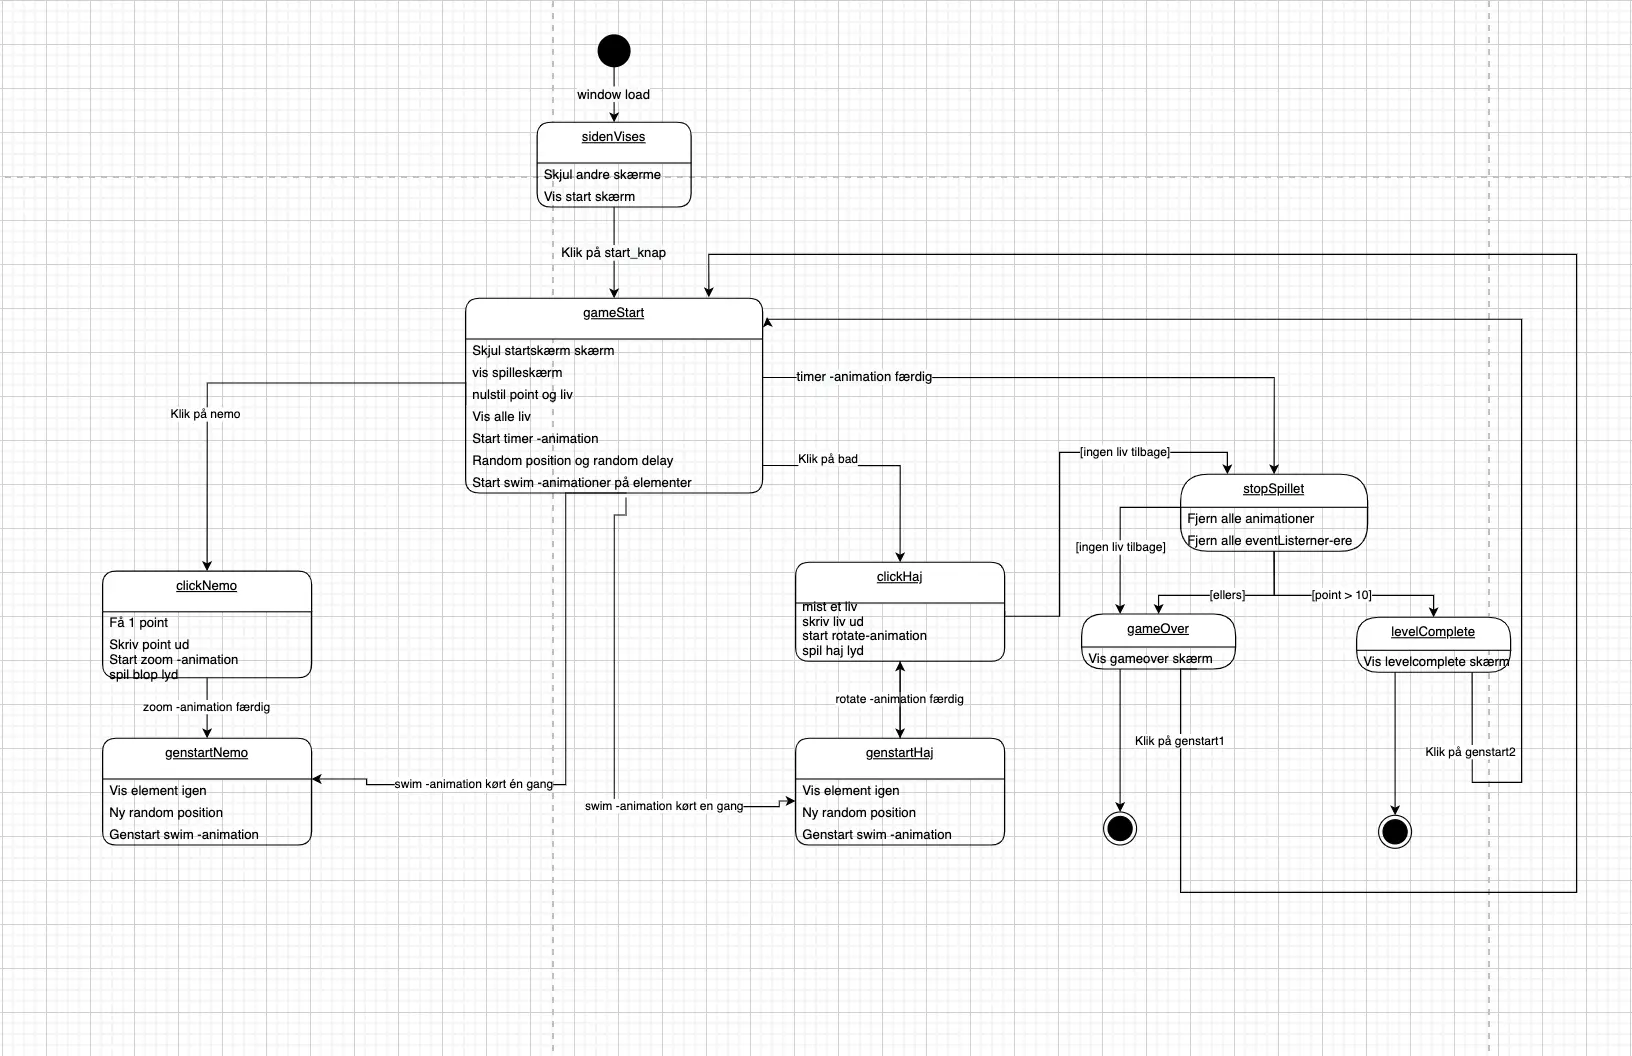 window load
sidenVises
Skjul andre skærme
Vis start skærm
Klik på start_knap
gameStart
Skjul startskærm skærm
vis spilleskærm
nulstil point og liv
Vis alle liv
Start timer -animation
Random position og random delay
Start swim -animationer på elementer
timer -animation færdig
Klik på nemo
Klik på bad
[ingen liv tilbage]
stopSpillet
Fjern alle animationer
Fjern alle eventListerner-ere
[ingen liv tilbage]
[ellers]
[point > 10]
clickNemo
Få 1 point
Skriv point ud
Start zoom -animation
spil blop lyd
clickHaj
mist et liv
skriv liv ud
start rotate-animation
spil haj lyd
gameOver
Vis gameover skærm
levelComplete
Vis levelcomplete skærm
zoom -animation færdig
rotate -animation færdig
Klik på genstart1
Klik på genstart2
genstartNemo
Vis element igen
Ny random position
Genstart swim -animation
swim -animation kørt én gang
swim -animation kørt en gang
genstartHaj
Vis element igen
Ny random position
Genstart swim -animation